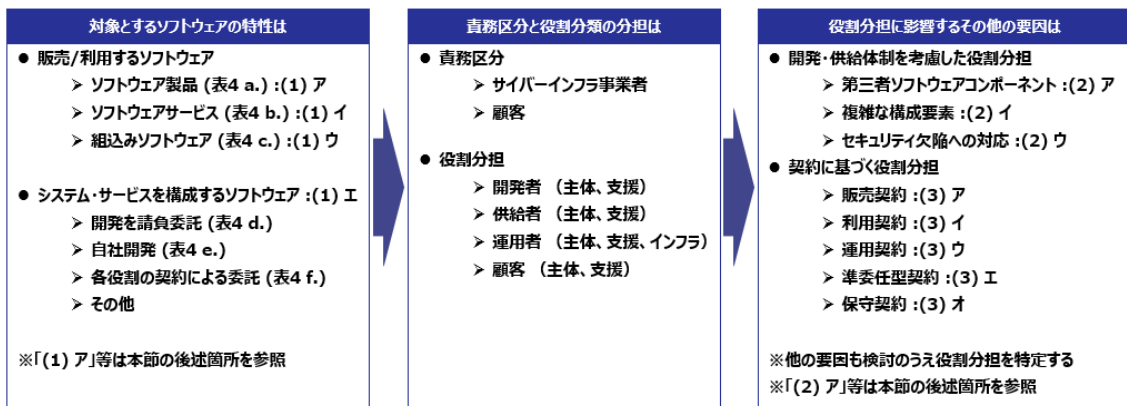 対象とするソフトウェアの特性は
● 販売/利用するソフトウェア
➢ ソフトウェア製品 (表4 a.) :(1) ア
➢ ソフトウェアサービス (表4 b.) :(1) イ
➢ 組込みソフトウェア (表4 c.) :(1) ウ
● システム・サービスを構成するソフトウェア :(1) エ
➢ 開発を請負委託 (表4 d.)
➢ 自社開発 (表4 e.)
➢ 各役割の契約による委託 (表4 f.)
➢ その他
※「(1) ア」等は本節の後述箇所を参照
責務区分と役割分類の分担は
● 責務区分
➢ サイバーインフラ事業者
➢ 顧客
● 役割分担
➢ 開発者 (主体、支援)
➢ 供給者 (主体、支援)
➢ 運用者 (主体、支援、インフラ)
➢ 顧客 (主体、支援)
役割分担に影響するその他の要因は
● 開発・供給体制を考慮した役割分担
➢ 第三者ソフトウェアコンポーネント :(2) ア
➢ 複雑な構成要素 :(2) イ
➢ セキュリティ欠陥への対応 :(2) ウ
● 契約に基づく役割分担
➢ 販売契約 :(3) ア
➢ 利用契約 :(3) イ
➢ 運用契約 :(3) ウ
➢ 準委任型契約 :(3) エ
➢ 保守契約 :(3) オ
※他の要因も検討のうえ役割分担を特定する
※「(2) ア」等は本節の後述箇所を参照